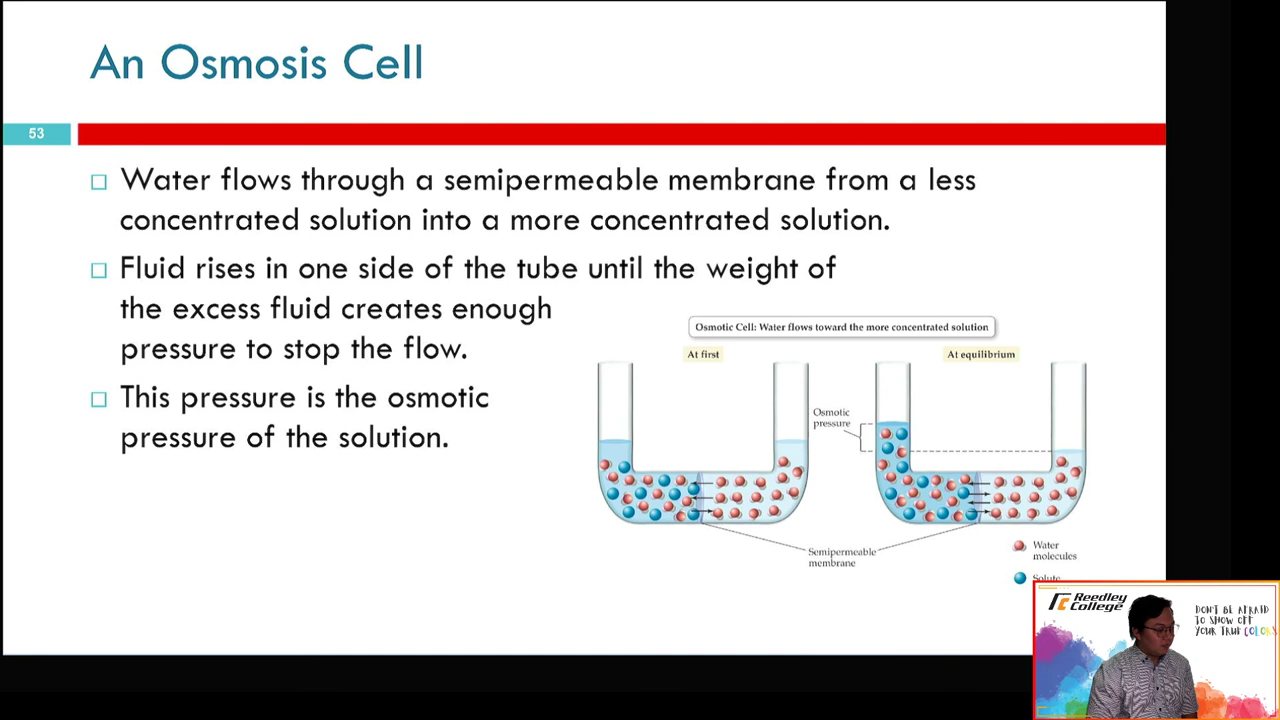 An Osmosis Cell
53
Water flows through a semipermeable membrane from a less
concentrated solution into a more concentrated solution.
Fluid rises in one side of the tube until the weight of
the excess fluid creates enough
pressure to stop the flow.
This pressure is the osmotic
pressure of the solution.
Osmotic Cell: Water flows toward the more concentrated solution
At first
At equilibrium
Osmotic
pressure
Semipermeable
membrane
Water
molecules
Solute
Reedley
College
DON'T BE AFRAID
TO SHOW OFF
YOUR TRUE COLORS